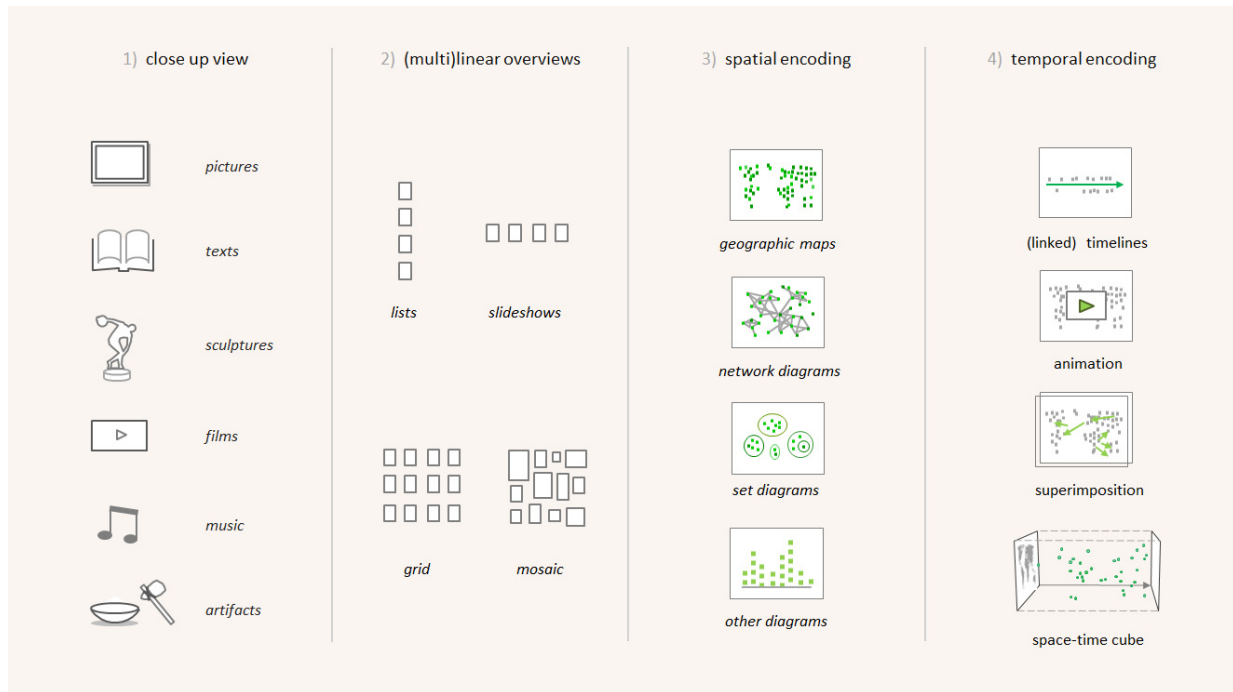 1) close up view
pictures
texts
sculptures
films
music
artifacts
2) (multi)linear overviews
lists
slideshows
grid
mosaic
3) spatial encoding
geographic maps
network diagrams
set diagrams
other diagrams
4) temporal encoding
(linked) timelines
animation
superimposition
space-time cube